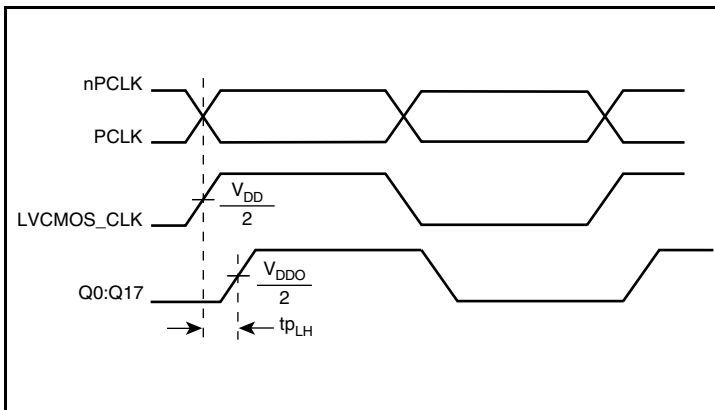 nPCLK
PCLK
V_DD
2
LVCMOS_CLK
V_DDO
2
Q0:Q17
tp_LH